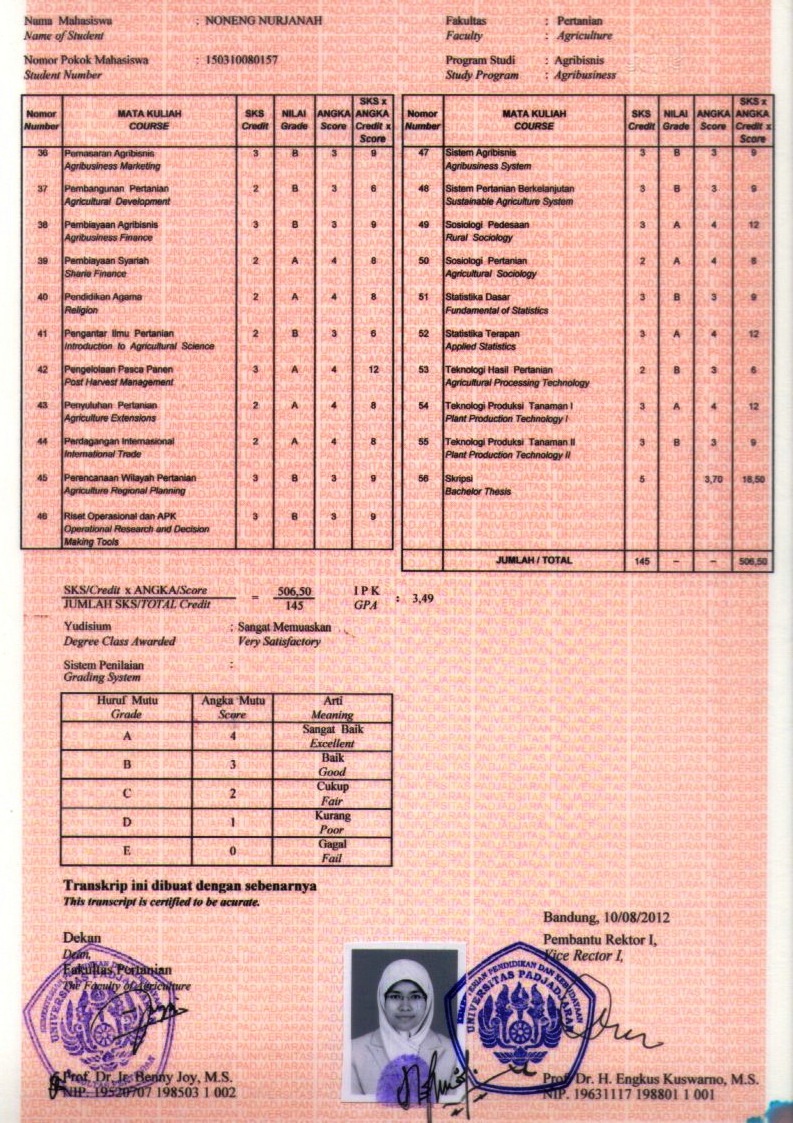 Nama Mahasiswa : NONENG NURJANAH
Name of Student
Nomor Pokok Mahasiswa : 150310080157
Student Number
Fakultas : Pertanian
Faculty : Agriculture
Program Studi : Agribisnis
Study Program : Agribusiness
Nomor MATA KULIAH SKS NILAI ANGKA SKS x ANGKA
Number COURSE Credit Grade Score Credit x Score
36 Pemasaran Agribisnis 3 B 3 9
Agribusiness Marketing
37 Pembangunan Pertanian 2 B 3 6
Agricultural Development
38 Pembiayaan Agribisnis 3 B 3 9
Agribusiness Finance
39 Pembiayaan Syariah 2 A 4 8
Sharia Finance
40 Pendidikan Agama 2 A 4 8
Religion
41 Pengantar Ilmu Pertanian 2 B 3 6
Introduction to Agricultural Science
42 Pengelolaan Pasca Panen 3 A 4 12
Post Harvest Management
43 Penyuluhan Pertanian 2 A 4 8
Agriculture Extensions
44 Perdagangan Internasional 2 A 4 8
International Trade
45 Perencanaan Wilayah Pertanian 3 B 3 9
Agriculture Regional Planning
46 Riset Operasional dan APK 3 B 3 9
Operational Research and Decision
Making Tools
Nomor MATA KULIAH SKS NILAI ANGKA SKS x ANGKA
Number COURSE Credit Grade Score Credit x Score
47 Sistem Agribisnis 3 B 3 9
Agribusiness System
48 Sistem Pertanian Berkelanjutan 3 B 3 9
Sustainable Agriculture System
49 Sosiologi Pedesaan 3 A 4 12
Rural Sociology
50 Sosiologi Pertanian 2 A 4 8
Agricultural Sociology
51 Statistika Dasar 3 B 3 9
Fundamental of Statistics
52 Statistika Terapan 3 A 4 12
Applied Statistics
53 Teknologi Hasil Pertanian 2 B 3 6
Agricultural Processing Technology
54 Teknologi Produksi Tanaman I 3 A 4 12
Plant Production Technology I
55 Teknologi Produksi Tanaman II 3 B 3 9
Plant Production Technology II
56 Skripsi 5 3,70 18,50
Bachelor Thesis
JUMLAH / TOTAL 145 – – 506,50
SKS/Credit x ANGKA/Score = 506,50 I P K : 3,49
JUMLAH SKS/TOTAL Credit 145 GPA
Yudisium : Sangat Memuaskan
Degree Class Awarded Very Satisfactory
Sistem Penilaian :
Grading System
Huruf Mutu Angka Mutu Arti
Grade Score Meaning
A 4 Sangat Baik
Excellent
B 3 Baik
Good
C 2 Cukup
Fair
D 1 Kurang
Poor
E 0 Gagal
Fail
Transkrip ini dibuat dengan sebenarnya
This transcript is certified to be acurate.
Bandung, 10/08/2012
Dekan
Dean,
Fakultas Pertanian
The Faculty of Agriculture
Prof. Dr. Ir. Benny Joy, M.S.
NIP. 19520707 198503 1 002
Pembantu Rektor I,
Vice Rector I,
KEMENTERIAN PENDIDIKAN DAN KEBUDAYAAN
UNIVERSITAS PADJADJARAN
Prof. Dr. H. Engkus Kuswarno, M.S.
NIP. 19631117 198801 1 001